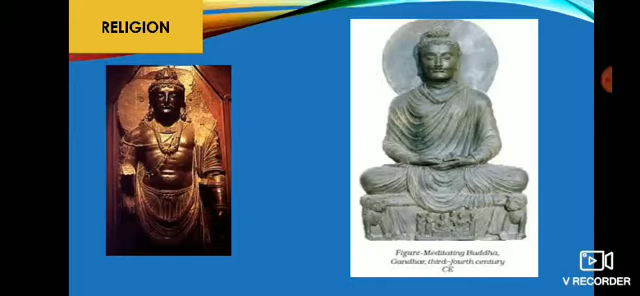 RELIGION
Figure-Meditating Buddha,
Gandhar, third-fourth century
CE
V RECORDER